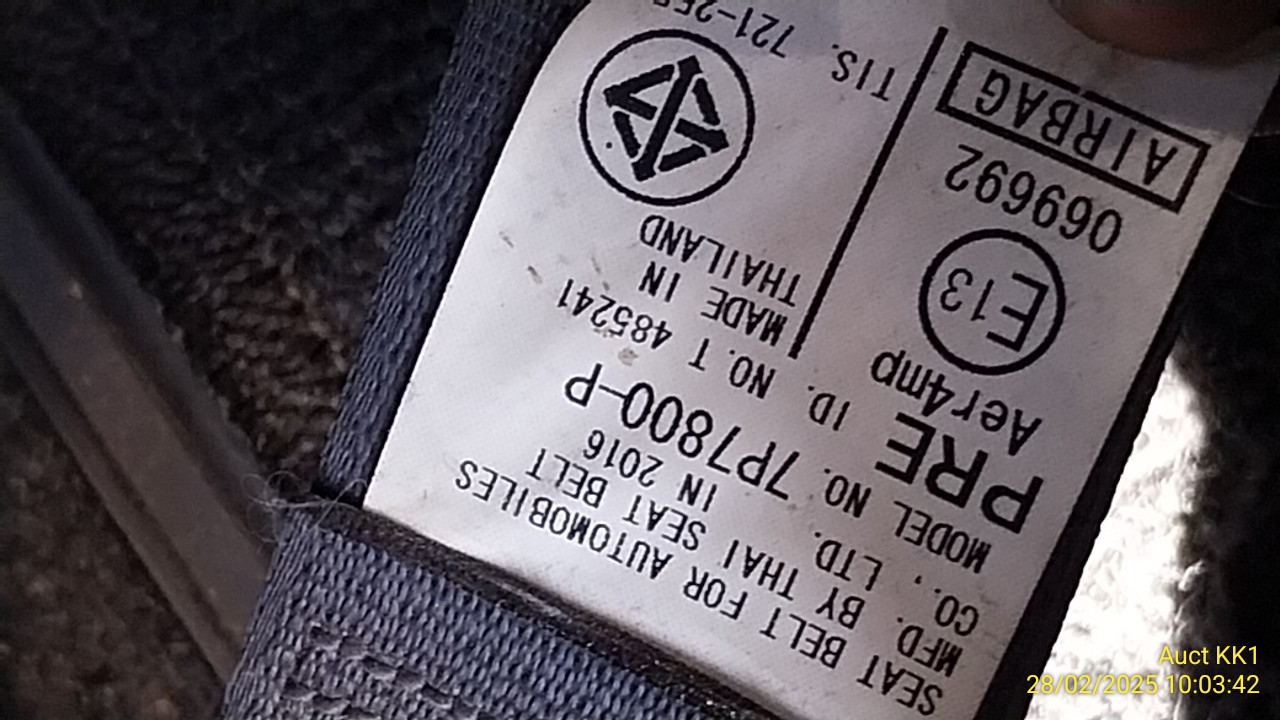 SEAT BELT FOR AUTOMOBILES
MFD. BY THAI SEAT BELT
CO., LTD. IN 2016
MODEL NO. 7P7800-P
PRE ID. NO. T 485241
Aer4mp
E13
069692
AIRBAG
MADE IN
THAILAND
TIS. 721-255
Auct KK1
28/02/2025 10:03:42